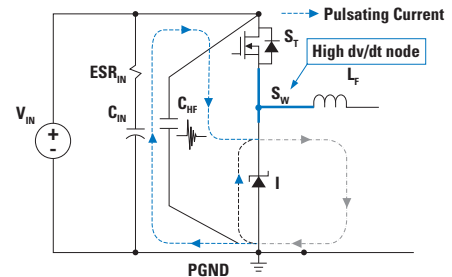 Pulsating Current
S_T
High dv/dt node
ESR_IN
L_F
C_HF
S_W
C_IN
V_IN
+
-
I
PGND